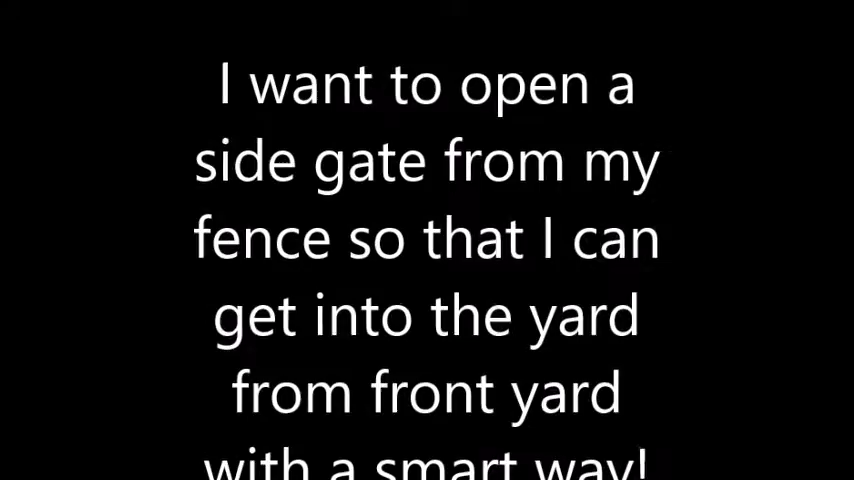 I want to open a
side gate from my
fence so that I can
get into the yard
from front yard
with a smart way!